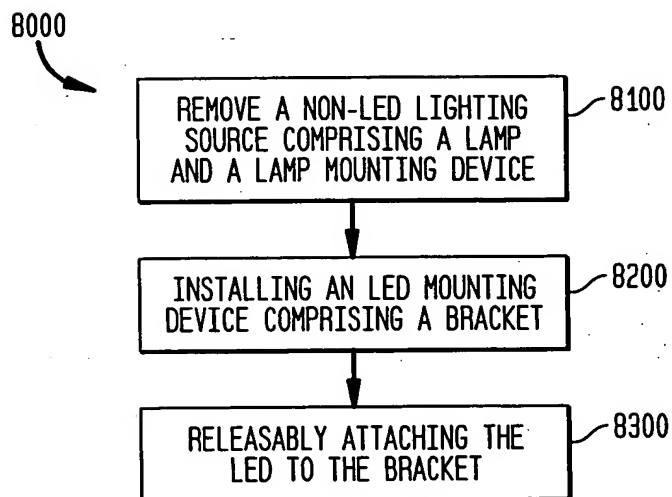 8000
REMOVE A NON-LED LIGHTING
SOURCE COMPRISING A LAMP
AND A LAMP MOUNTING DEVICE
8100
INSTALLING AN LED MOUNTING
DEVICE COMPRISING A BRACKET
8200
RELEASABLY ATTACHING THE
LED TO THE BRACKET
8300